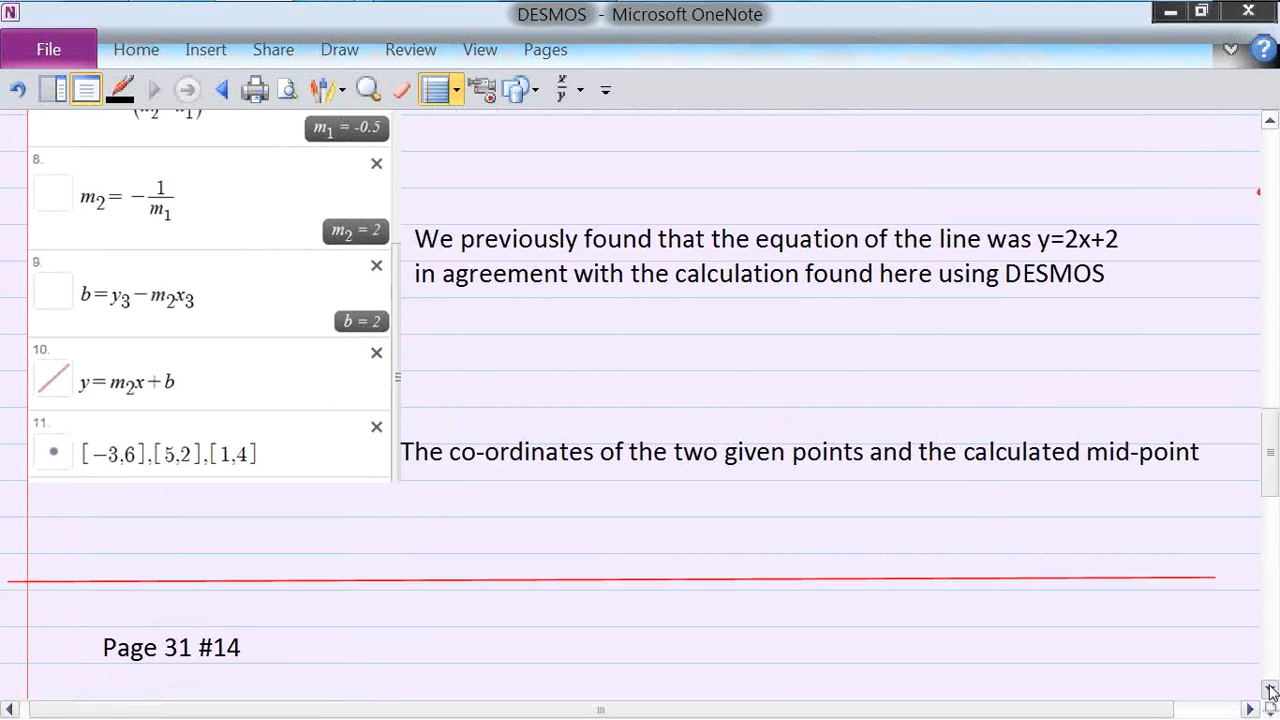 DESMOS - Microsoft OneNote
File Home Insert Share Draw Review View Pages
m₁ = -0.5
8.
m₂ = −1/m₁
m₂ = 2
9.
b=y₃−m₂x₃
b = 2
10.
y=m₂x+b
11.
[−3,6],[5,2],[1,4]
We previously found that the equation of the line was y=2x+2
in agreement with the calculation found here using DESMOS
The co-ordinates of the two given points and the calculated mid-point
Page 31 #14